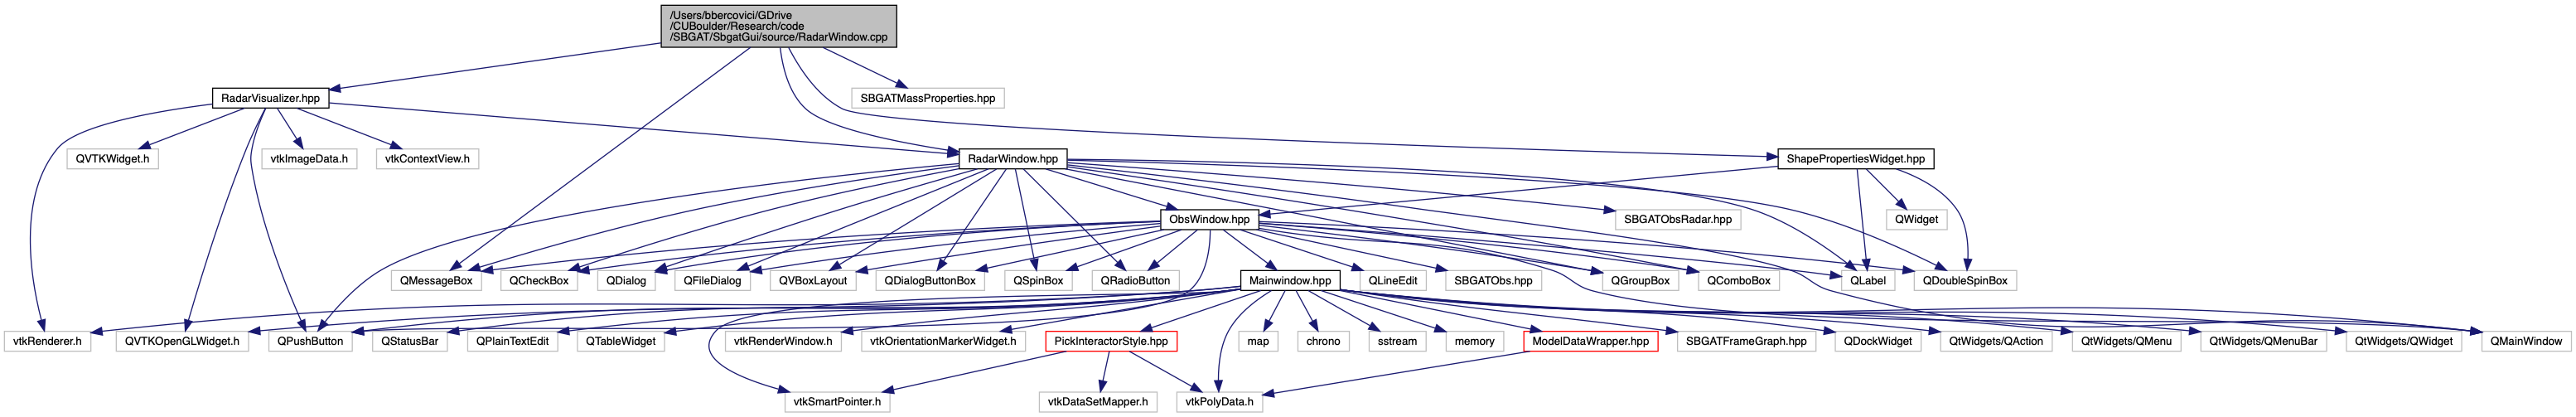 /Users/bbercovici/GDrive
/CUBoulder/Research/code
/SBGAT/SbgatGui/source/RadarWindow.cpp
RadarVisualizer.hpp
SBGATMassProperties.hpp
QVTKWidget.h
vtkImageData.h
vtkContextView.h
RadarWindow.hpp
ShapePropertiesWidget.hpp
ObsWindow.hpp
SBGATObsRadar.hpp
QWidget
QMessageBox
QCheckBox
QDialog
QFileDialog
QVBoxLayout
QDialogButtonBox
QSpinBox
QRadioButton
Mainwindow.hpp
QLineEdit
SBGATObs.hpp
QGroupBox
QComboBox
QLabel
QDoubleSpinBox
vtkRenderer.h
QVTKOpenGLWidget.h
QPushButton
QStatusBar
QPlainTextEdit
QTableWidget
vtkRenderWindow.h
vtkOrientationMarkerWidget.h
PickInteractorStyle.hpp
map
chrono
sstream
memory
ModelDataWrapper.hpp
SBGATFrameGraph.hpp
QDockWidget
QtWidgets/QAction
QtWidgets/QMenu
QtWidgets/QMenuBar
QtWidgets/QWidget
QMainWindow
vtkSmartPointer.h
vtkDataSetMapper.h
vtkPolyData.h